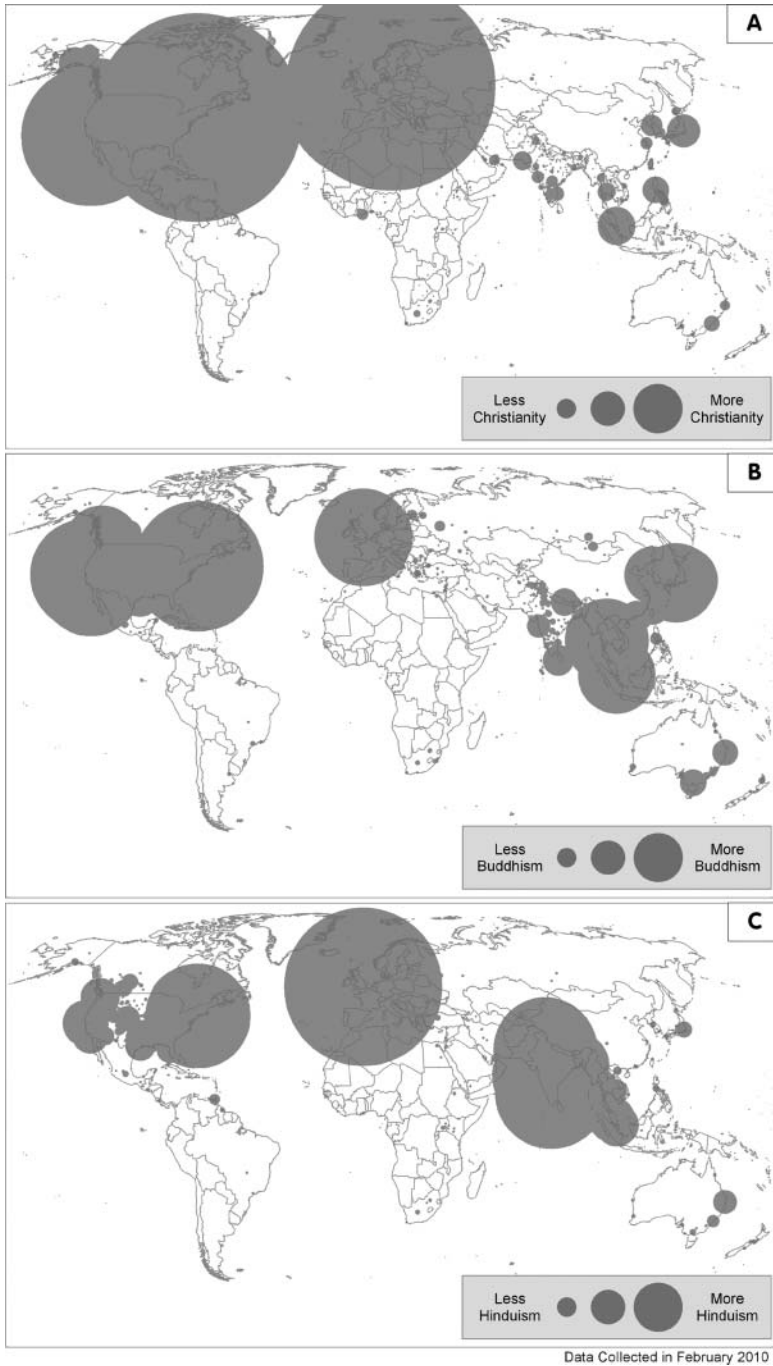 A
Less
Christianity
More
Christianity
B
Less
Buddhism
More
Buddhism
C
Less
Hinduism
More
Hinduism
Data Collected in February 2010